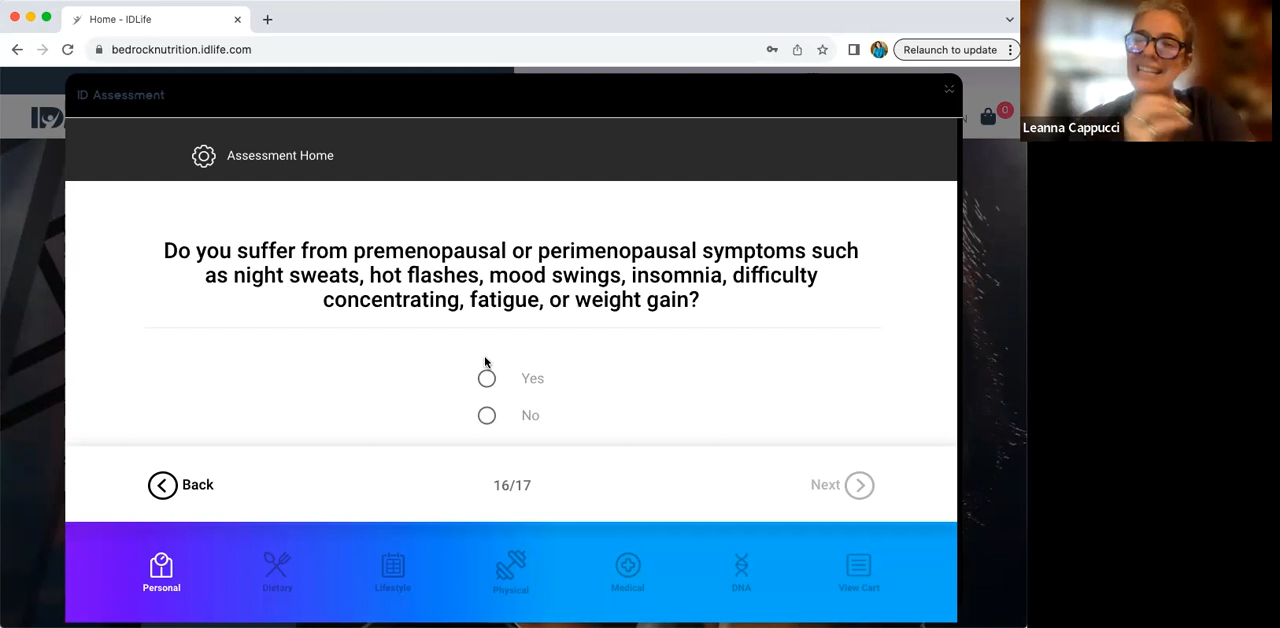 Home - IDLife
bedrocknutrition.idlife.com
Relaunch to update
ID Assessment
ID
N
0
Leanna Cappucci
Assessment Home
Do you suffer from premenopausal or perimenopausal symptoms such
as night sweats, hot flashes, mood swings, insomnia, difficulty
concentrating, fatigue, or weight gain?
Yes
No
Back
16/17
Next
Personal
Dietary
Lifestyle
Physical
Medical
DNA
View Cart